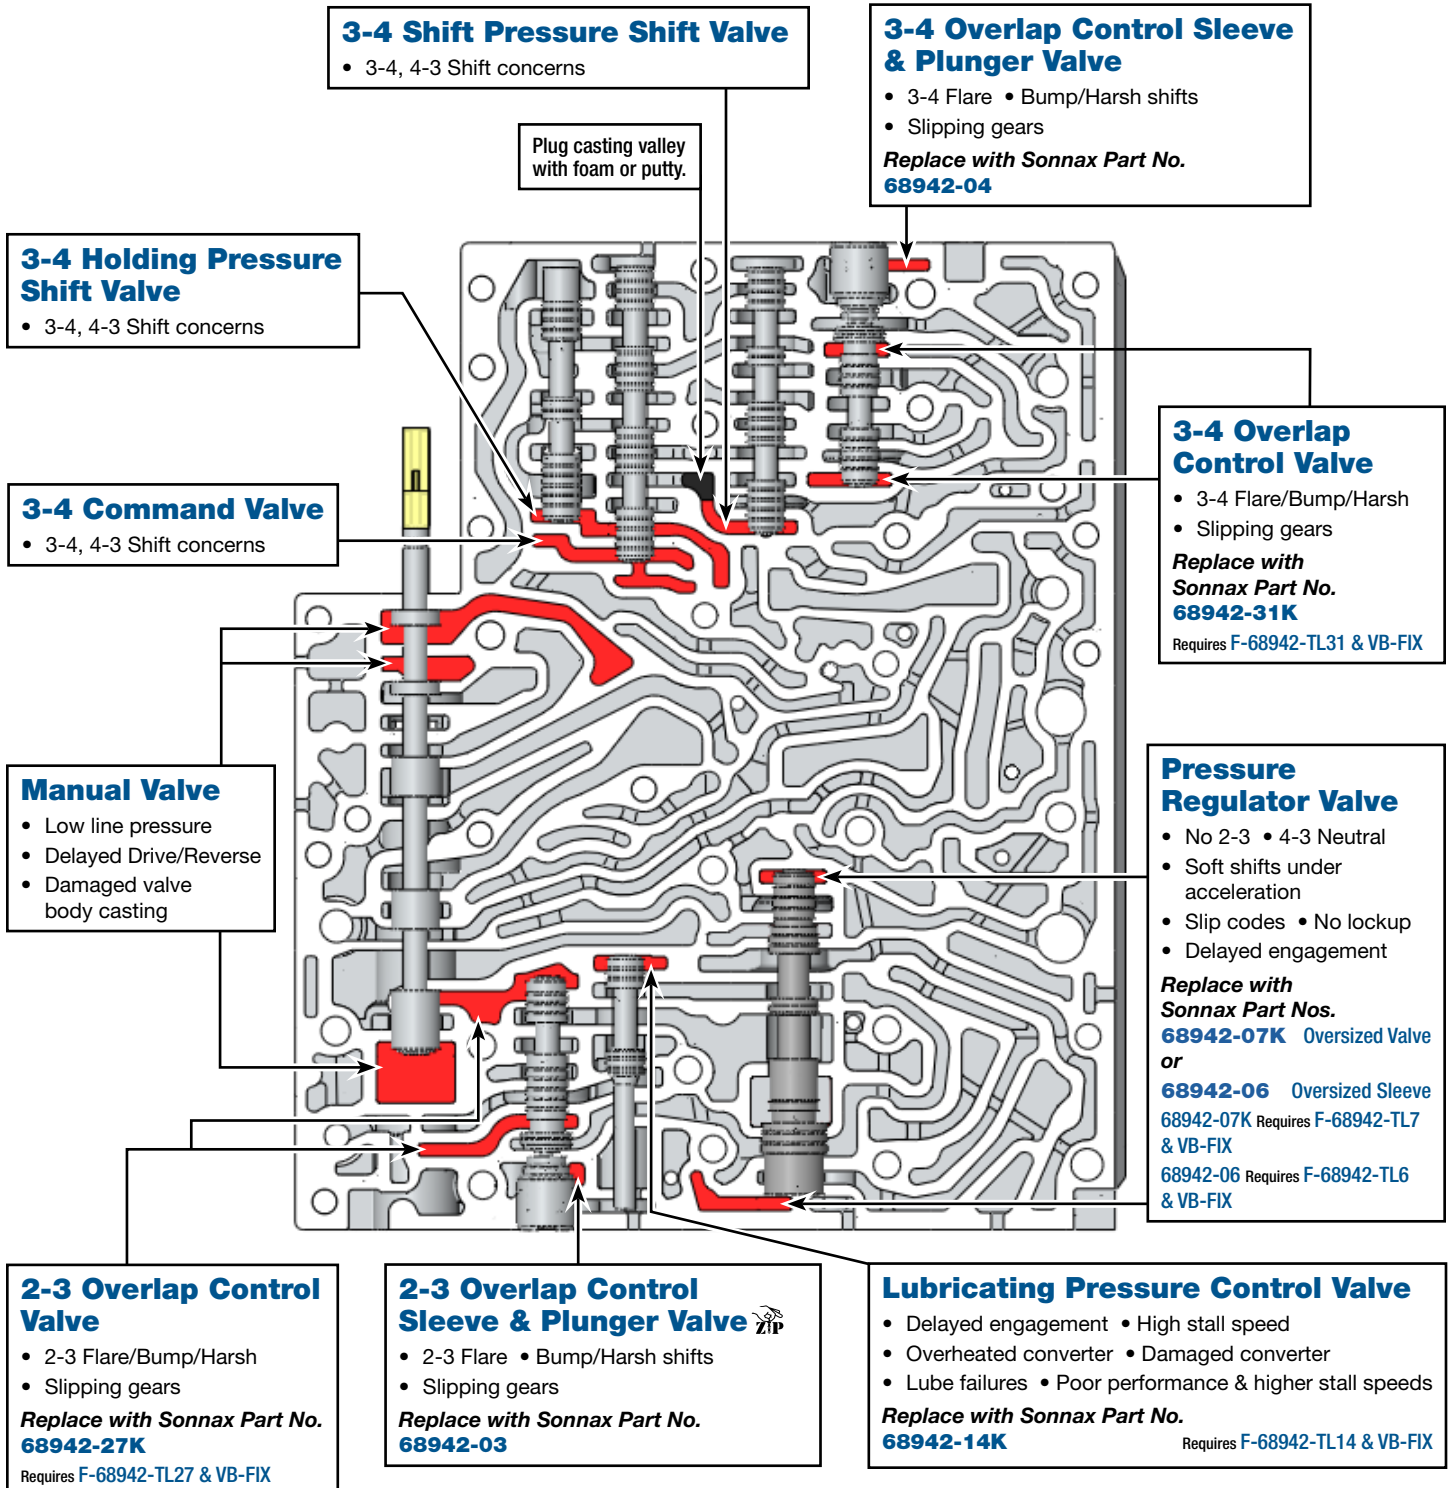 3-4 Shift Pressure Shift Valve
• 3-4, 4-3 Shift concerns
3-4 Overlap Control Sleeve
& Plunger Valve
• 3-4 Flare • Bump/Harsh shifts
• Slipping gears
Replace with Sonnax Part No.
68942-04
Plug casting valley
with foam or putty.
3-4 Holding Pressure
Shift Valve
• 3-4, 4-3 Shift concerns
3-4 Command Valve
• 3-4, 4-3 Shift concerns
3-4 Overlap
Control Valve
• 3-4 Flare/Bump/Harsh
• Slipping gears
Replace with
Sonnax Part No.
68942-31K
Requires F-68942-TL31 & VB-FIX
Manual Valve
• Low line pressure
• Delayed Drive/Reverse
• Damaged valve
body casting
Pressure
Regulator Valve
• No 2-3 • 4-3 Neutral
• Soft shifts under
acceleration
• Slip codes • No lockup
• Delayed engagement
Replace with
Sonnax Part Nos.
68942-07K Oversized Valve
or
68942-06 Oversized Sleeve
68942-07K Requires F-68942-TL7
& VB-FIX
68942-06 Requires F-68942-TL6
& VB-FIX
2-3 Overlap Control
Valve
• 2-3 Flare/Bump/Harsh
• Slipping gears
Replace with Sonnax Part No.
68942-27K
Requires F-68942-TL27 & VB-FIX
2-3 Overlap Control
Sleeve & Plunger Valve ZIP
• 2-3 Flare • Bump/Harsh shifts
• Slipping gears
Replace with Sonnax Part No.
68942-03
Lubricating Pressure Control Valve
• Delayed engagement • High stall speed
• Overheated converter • Damaged converter
• Lube failures • Poor performance & higher stall speeds
Replace with Sonnax Part No.
68942-14K Requires F-68942-TL14 & VB-FIX